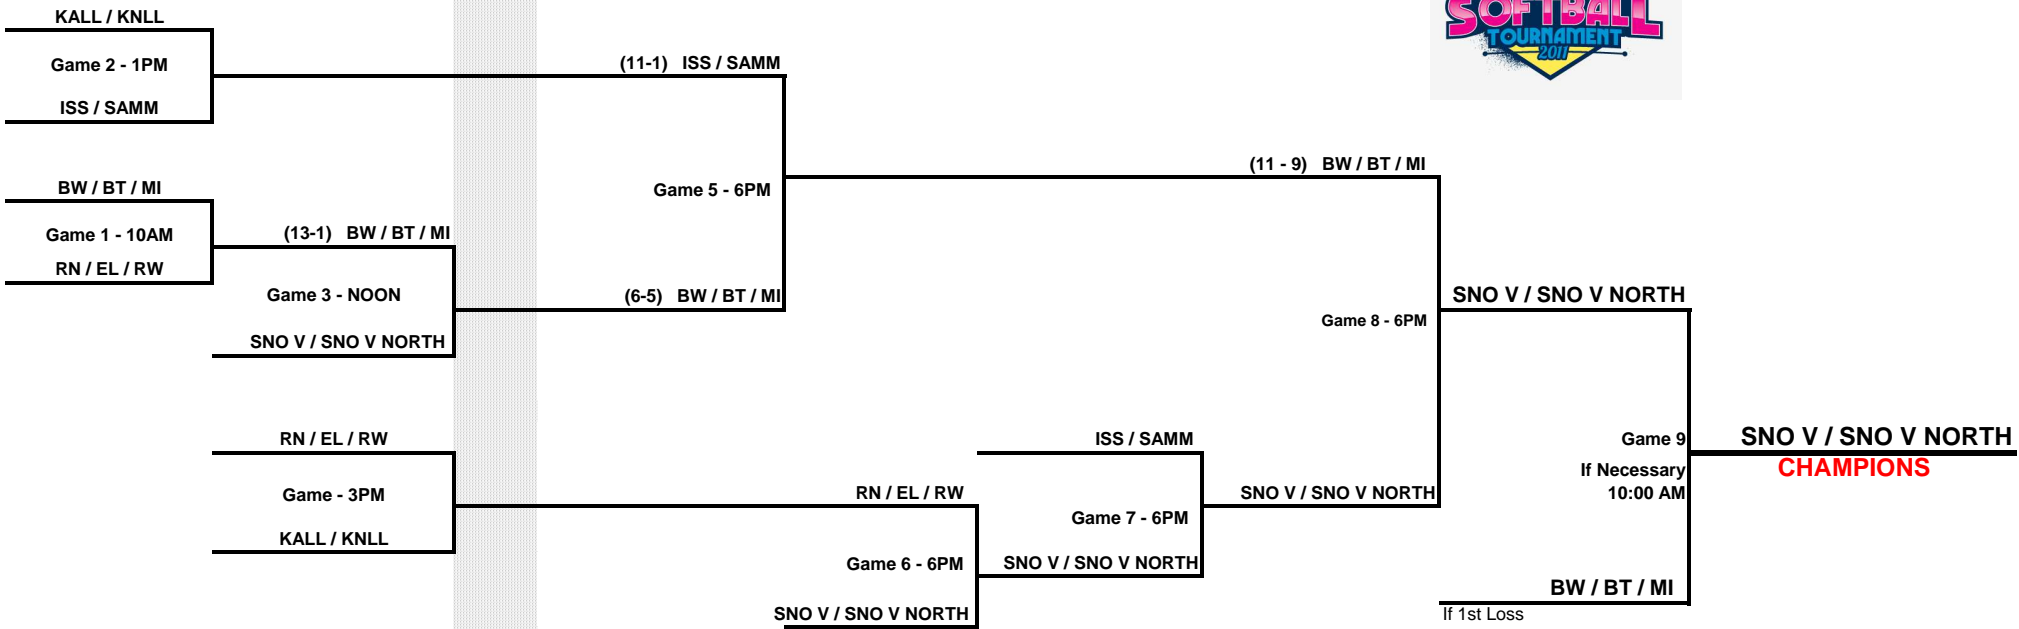 KALL / KNLL
SOFTBALL
TOURNAMENT
2011
Game 2 - 1PM
(11-1) ISS / SAMM
ISS / SAMM
BW / BT / MI
(11 - 9) BW / BT / MI
Game 5 - 6PM
Game 1 - 10AM
(13-1) BW / BT / MI
RN / EL / RW
Game 3 - NOON
(6-5) BW / BT / MI
SNO V / SNO V NORTH
Game 8 - 6PM
SNO V / SNO V NORTH
RN / EL / RW
ISS / SAMM
Game 9
SNO V / SNO V NORTH
CHAMPIONS
If Necessary
10:00 AM
Game - 3PM
RN / EL / RW
SNO V / SNO V NORTH
Game 7 - 6PM
KALL / KNLL
Game 6 - 6PM
SNO V / SNO V NORTH
BW / BT / MI
SNO V / SNO V NORTH
If 1st Loss